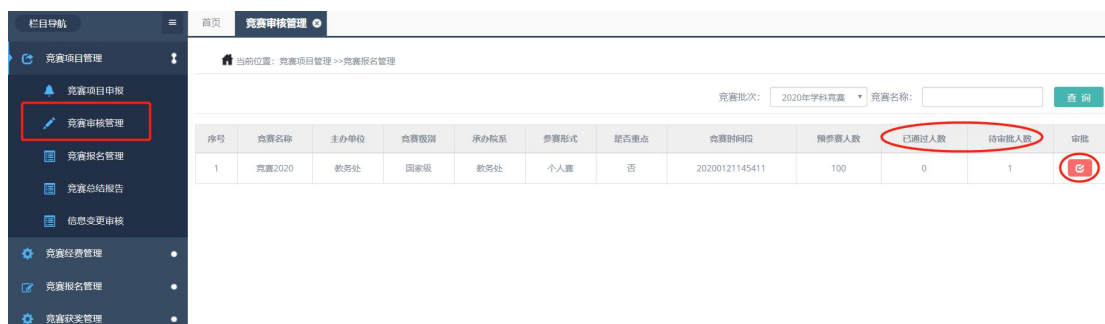 栏目导航
首页 竞赛审核管理
竞赛项目管理
当前位置：竞赛项目管理 >>竞赛报名管理
竞赛项目申报
竞赛批次： 2020年学科竞赛 竞赛名称： 查 询
竞赛审核管理
序号 竞赛名称 主办单位 竞赛级别 承办院系 参赛形式 是否重点 竞赛时间段 预参赛人数 已通过人数 待审批人数 审批
竞赛报名管理
1 竞赛2020 教务处 国家级 教务处 个人赛 否 20200121145411 100 0 1
竞赛总结报告
信息变更审核
竞赛经费管理
竞赛报名管理
竞赛获奖管理